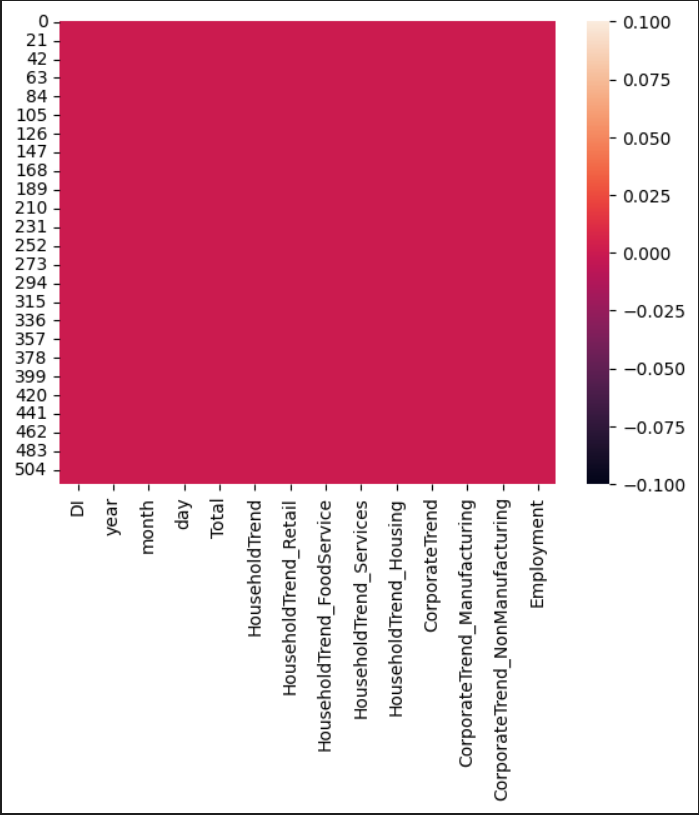 0
21
42
63
84
105
126
147
168
189
210
231
252
273
294
315
336
357
378
399
420
441
462
483
504
0.100
0.075
0.050
0.025
0.000
−0.025
−0.050
−0.075
−0.100
DI
year
month
day
Total
HouseholdTrend
HouseholdTrend_Retail
HouseholdTrend_FoodService
HouseholdTrend_Services
HouseholdTrend_Housing
CorporateTrend
CorporateTrend_Manufacturing
CorporateTrend_NonManufacturing
Employment